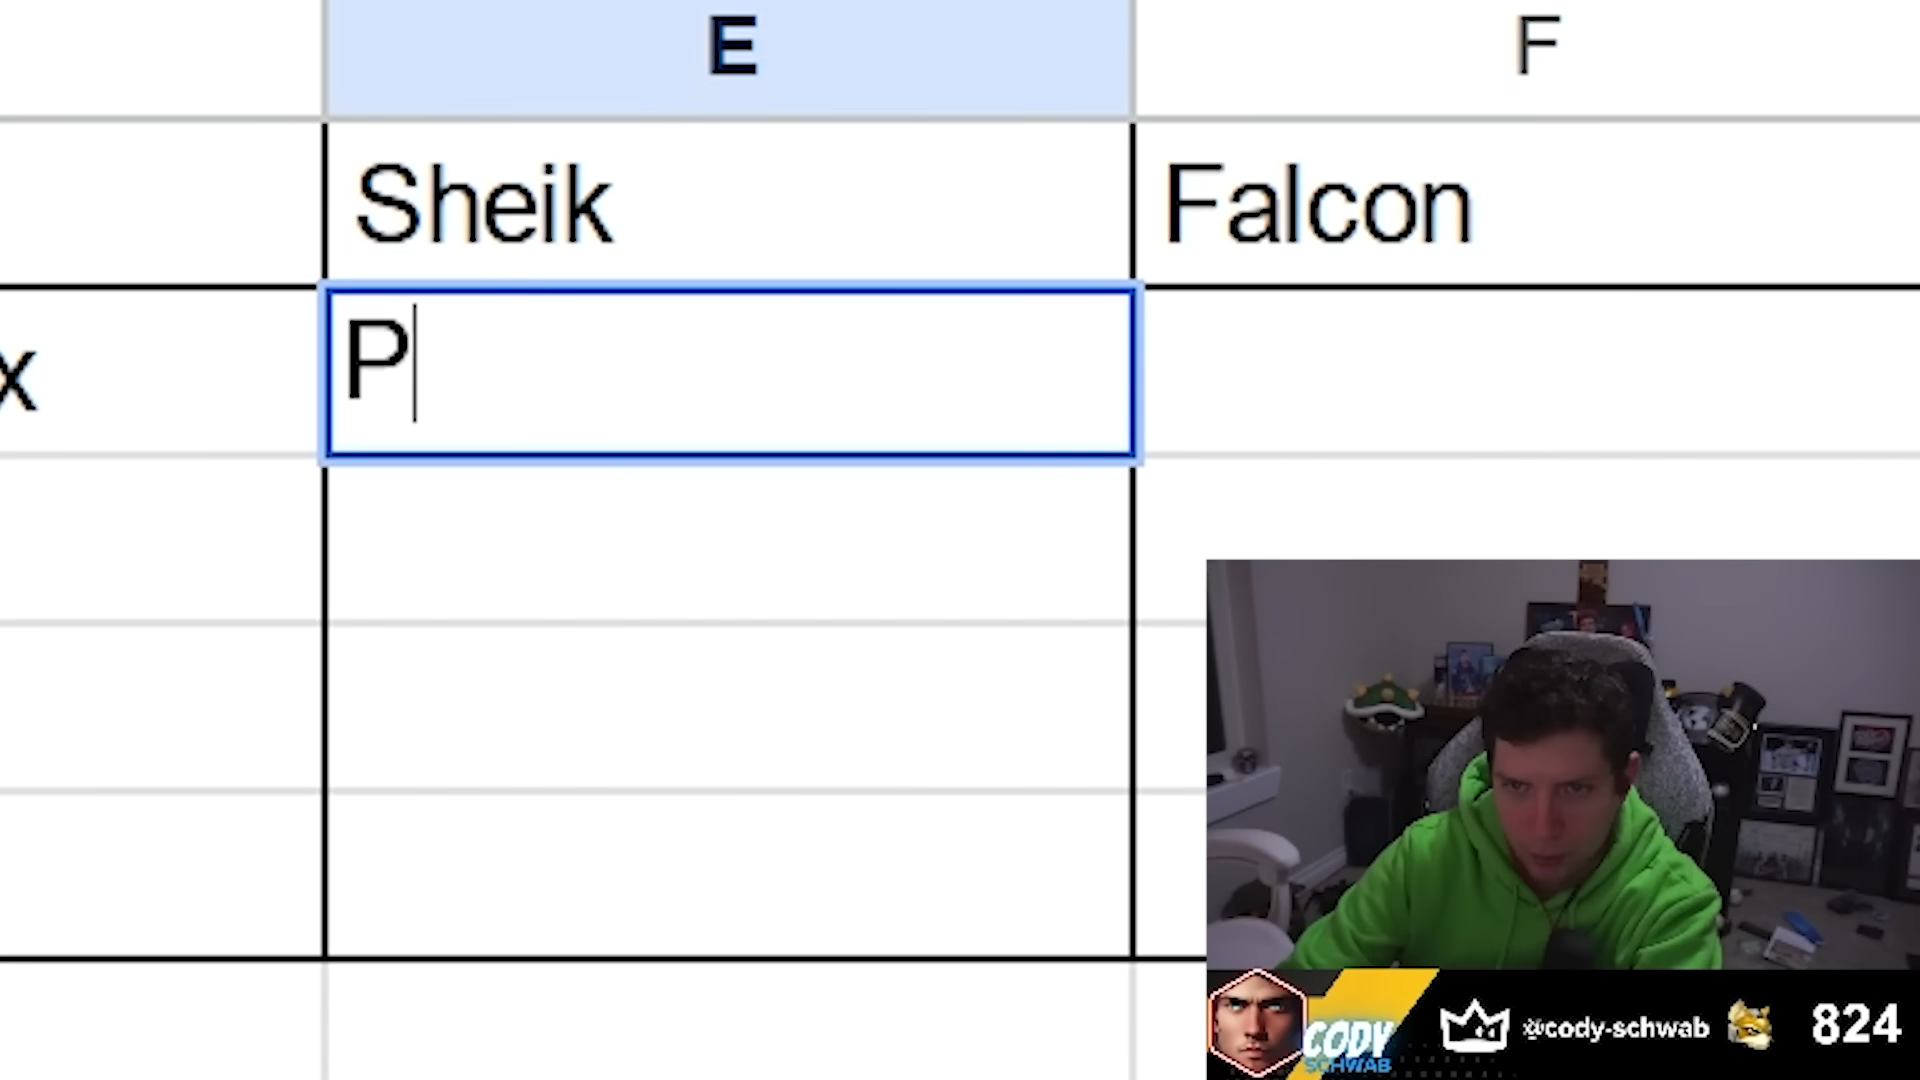 E F
Sheik Falcon
x P
CODY
SCHWAB
@cody-schwab 824